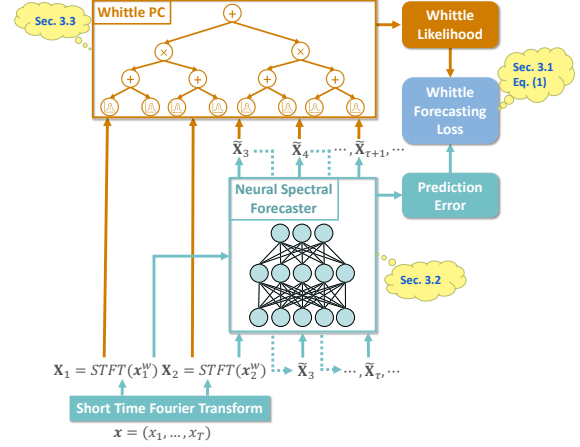 Sec. 3.3
Whittle PC
Whittle
Likelihood
Sec. 3.1
Eq. (1)
Whittle
Forecasting
Loss
X̃₃ X̃₄ ⋯, X̃τ₊₁, ⋯
Neural Spectral
Forecaster
Prediction
Error
Sec. 3.2
X₁ = STFT(x₁ʷ) X₂ = STFT(x₂ʷ) X̃₃ ⋯, X̃τ, ⋯
Short Time Fourier Transform
x = (x₁, …, x_T)